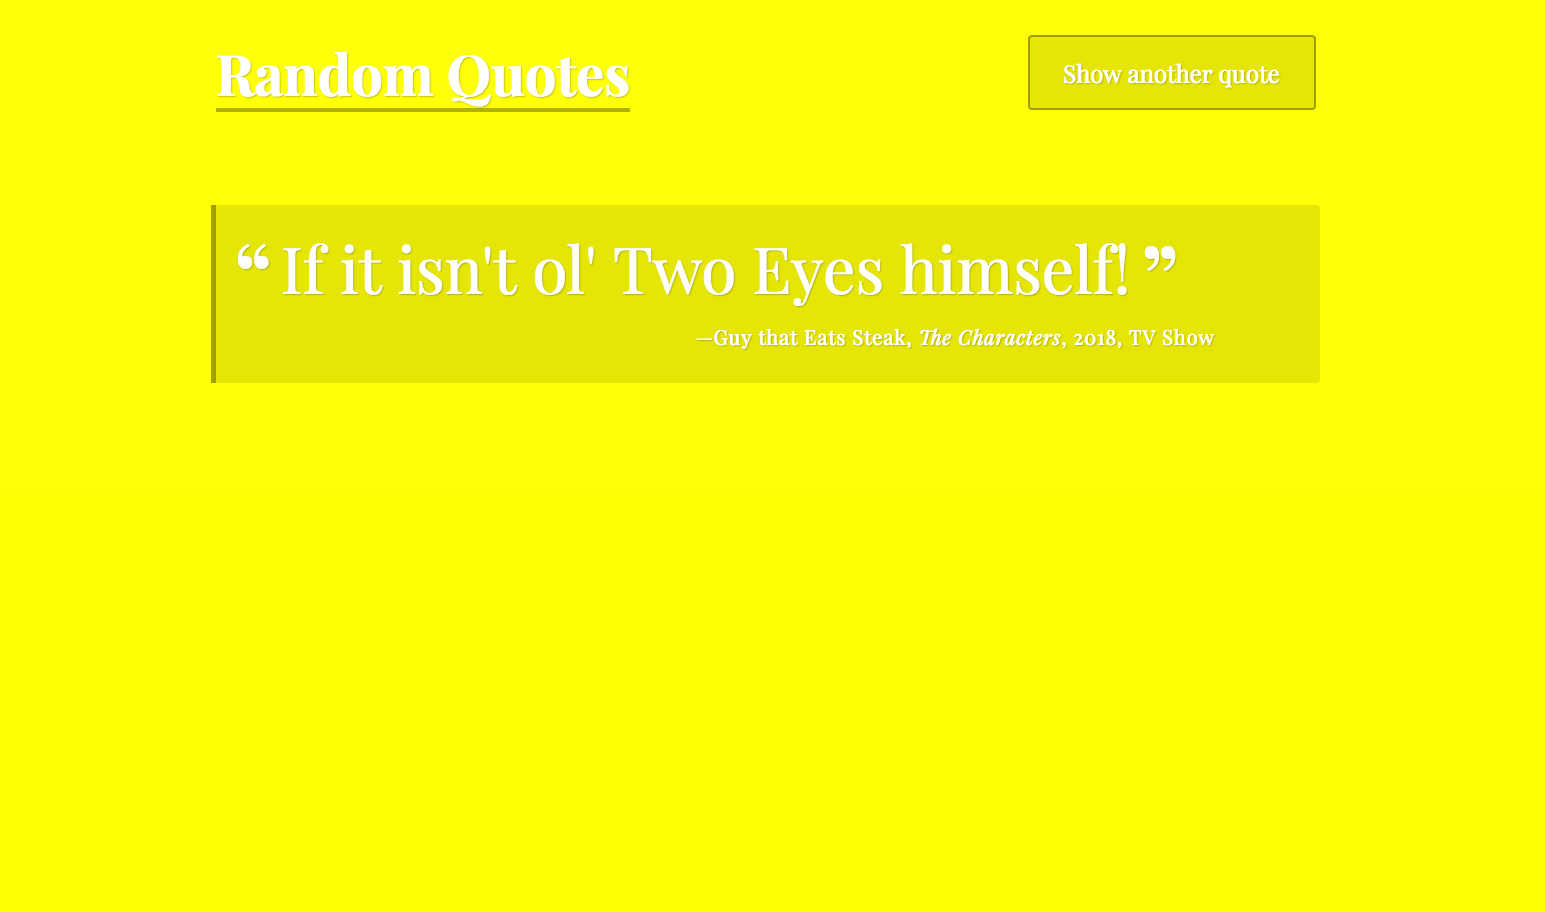 Random Quotes
Show another quote
“ If it isn't ol' Two Eyes himself! ”
—Guy that Eats Steak, The Characters, 2018, TV Show